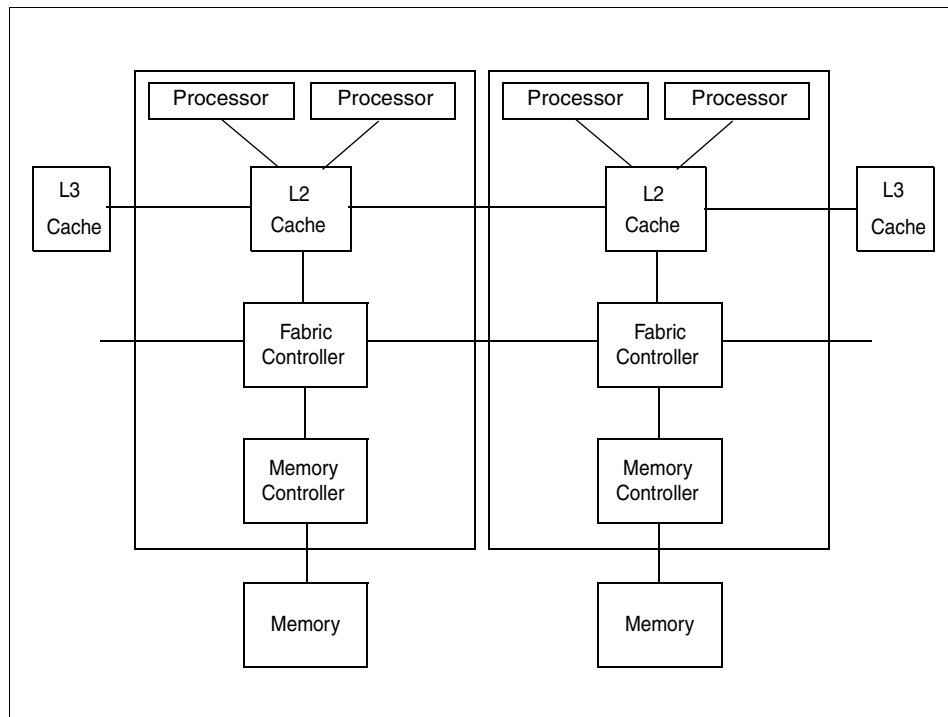 Processor
Processor
Processor
Processor
L3
Cache
L2
Cache
L2
Cache
L3
Cache
Fabric
Controller
Fabric
Controller
Memory
Controller
Memory
Controller
Memory
Memory